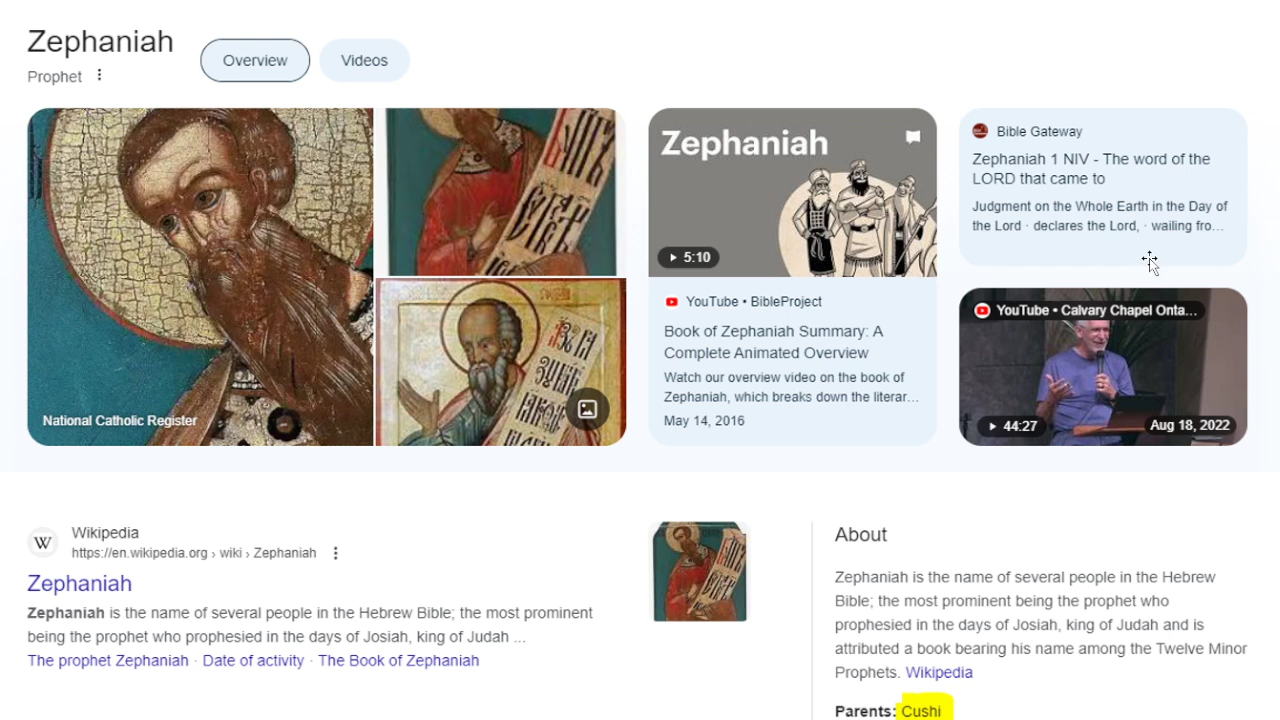 Zephaniah
Prophet
Overview
Videos
National Catholic Register
Zephaniah
5:10
YouTube • BibleProject
Book of Zephaniah Summary: A
Complete Animated Overview
Watch our overview video on the book of
Zephaniah, which breaks down the literar...
May 14, 2016
Bible Gateway
Zephaniah 1 NIV - The word of the
LORD that came to
Judgment on the Whole Earth in the Day of
the Lord · declares the Lord, · wailing fro...
YouTube • Calvary Chapel Onta...
44:27
Aug 18, 2022
W
Wikipedia
https://en.wikipedia.org › wiki › Zephaniah
Zephaniah
Zephaniah is the name of several people in the Hebrew Bible; the most prominent
being the prophet who prophesied in the days of Josiah, king of Judah ...
The prophet Zephaniah · Date of activity · The Book of Zephaniah
About
Zephaniah is the name of several people in the Hebrew
Bible; the most prominent being the prophet who
prophesied in the days of Josiah, king of Judah and is
attributed a book bearing his name among the Twelve Minor
Prophets. Wikipedia
Parents: Cushi